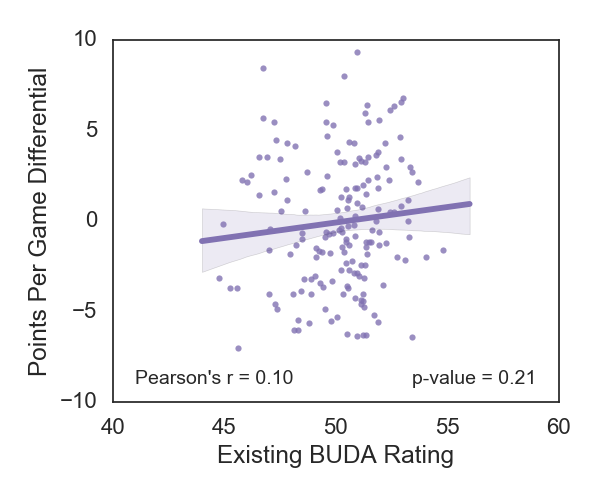 10
5
0
−5
−10
Points Per Game Differential
Pearson's r = 0.10
p-value = 0.21
40
45
50
55
60
Existing BUDA Rating